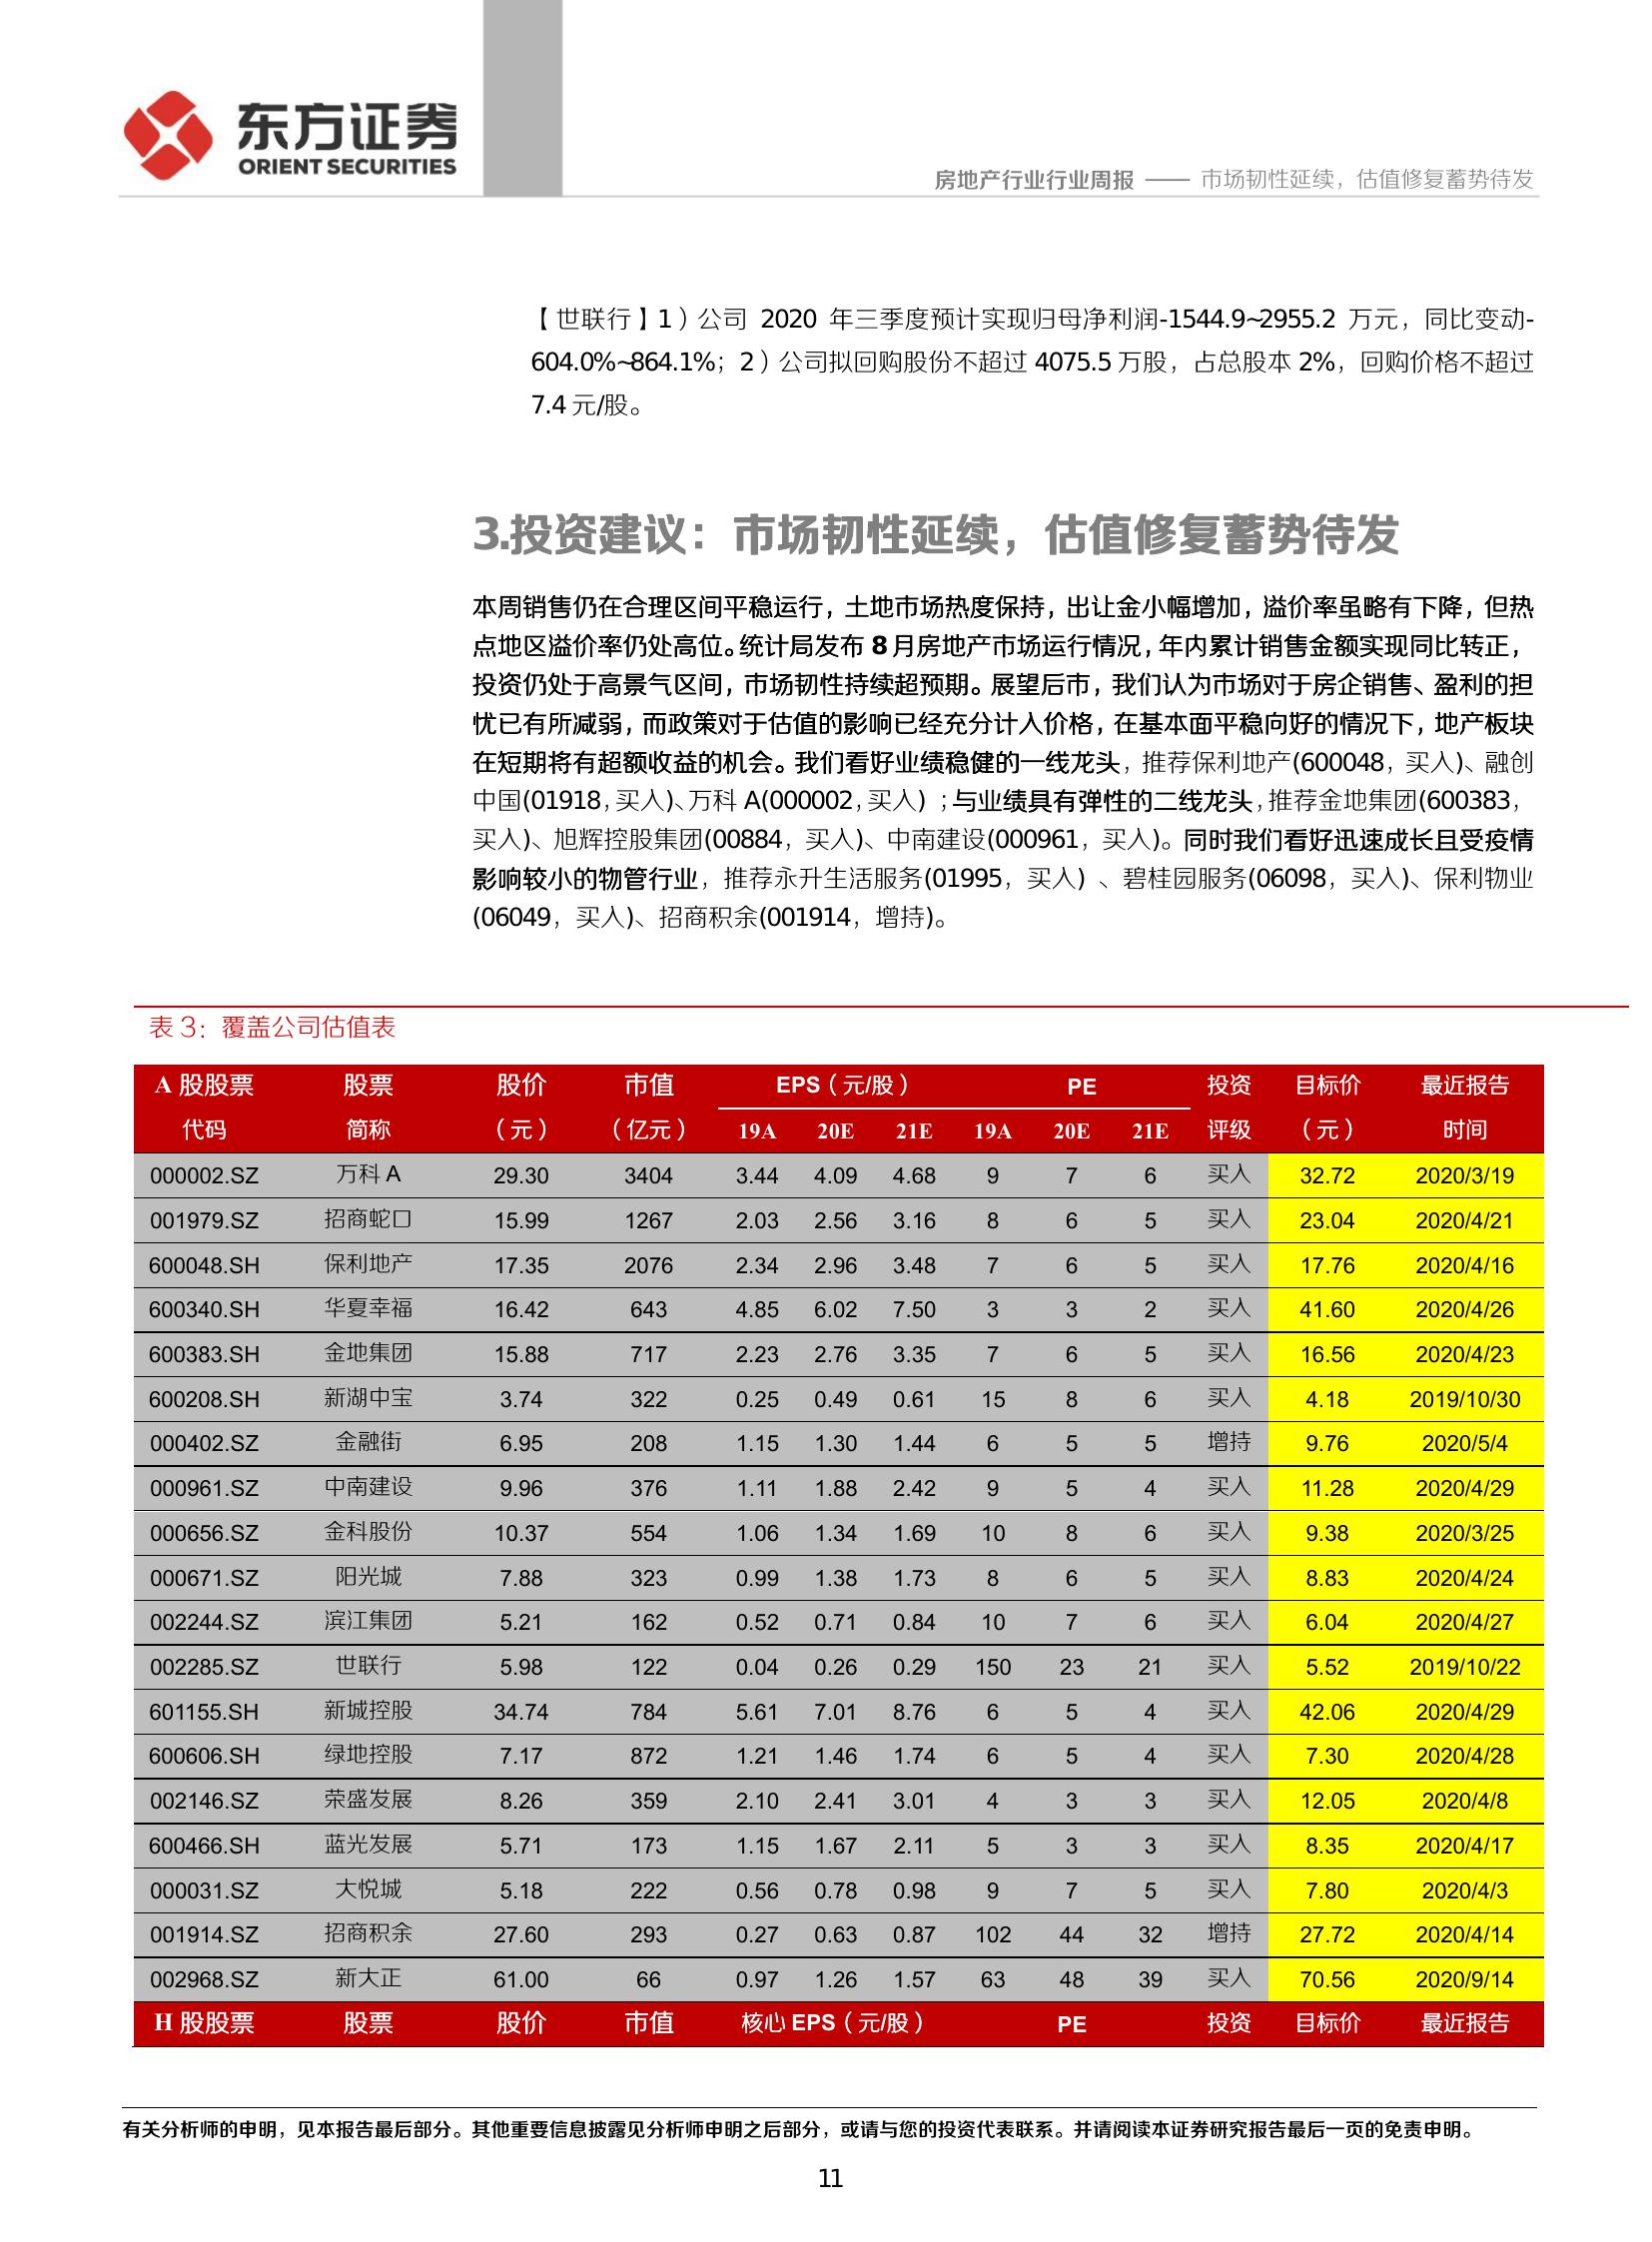 东方证券
ORIENT SECURITIES
房地产行业行业周报 —— 市场韧性延续，估值修复蓄势待发
【世联行】1）公司 2020 年三季度预计实现归母净利润-1544.9~2955.2 万元，同比变动-
604.0%~864.1%；2）公司拟回购股份不超过 4075.5 万股，占总股本 2%，回购价格不超过
7.4 元/股。
3.投资建议：市场韧性延续，估值修复蓄势待发
本周销售仍在合理区间平稳运行，土地市场热度保持，出让金小幅增加，溢价率虽略有下降，但热
点地区溢价率仍处高位。统计局发布 8 月房地产市场运行情况，年内累计销售金额实现同比转正，
投资仍处于高景气区间，市场韧性持续超预期。展望后市，我们认为市场对于房企销售、盈利的担
忧已有所减弱，而政策对于估值的影响已经充分计入价格，在基本面平稳向好的情况下，地产板块
在短期将有超额收益的机会。我们看好业绩稳健的一线龙头，推荐保利地产(600048，买入)、融创
中国(01918，买入)、万科 A(000002，买入)；与业绩具有弹性的二线龙头，推荐金地集团(600383，
买入)、旭辉控股集团(00884，买入)、中南建设(000961，买入)。同时我们看好迅速成长且受疫情
影响较小的物管行业，推荐永升生活服务(01995，买入) 、碧桂园服务(06098，买入)、保利物业
(06049，买入)、招商积余(001914，增持)。
表 3：覆盖公司估值表
A 股股票 股票 股价 市值 EPS（元/股） PE 投资 目标价 最近报告
代码 简称 （元） （亿元） 19A 20E 21E 19A 20E 21E 评级 （元） 时间
000002.SZ 万科 A 29.30 3404 3.44 4.09 4.68 9 7 6 买入 32.72 2020/3/19
001979.SZ 招商蛇口 15.99 1267 2.03 2.56 3.16 8 6 5 买入 23.04 2020/4/21
600048.SH 保利地产 17.35 2076 2.34 2.96 3.48 7 6 5 买入 17.76 2020/4/16
600340.SH 华夏幸福 16.42 643 4.85 6.02 7.50 3 3 2 买入 41.60 2020/4/26
600383.SH 金地集团 15.88 717 2.23 2.76 3.35 7 6 5 买入 16.56 2020/4/23
600208.SH 新湖中宝 3.74 322 0.25 0.49 0.61 15 8 6 买入 4.18 2019/10/30
000402.SZ 金融街 6.95 208 1.15 1.30 1.44 6 5 5 增持 9.76 2020/5/4
000961.SZ 中南建设 9.96 376 1.11 1.88 2.42 9 5 4 买入 11.28 2020/4/29
000656.SZ 金科股份 10.37 554 1.06 1.34 1.69 10 8 6 买入 9.38 2020/3/25
000671.SZ 阳光城 7.88 323 0.99 1.38 1.73 8 6 5 买入 8.83 2020/4/24
002244.SZ 滨江集团 5.21 162 0.52 0.71 0.84 10 7 6 买入 6.04 2020/4/27
002285.SZ 世联行 5.98 122 0.04 0.26 0.29 150 23 21 买入 5.52 2019/10/22
601155.SH 新城控股 34.74 784 5.61 7.01 8.76 6 5 4 买入 42.06 2020/4/29
600606.SH 绿地控股 7.17 872 1.21 1.46 1.74 6 5 4 买入 7.30 2020/4/28
002146.SZ 荣盛发展 8.26 359 2.10 2.41 3.01 4 3 3 买入 12.05 2020/4/8
600466.SH 蓝光发展 5.71 173 1.15 1.67 2.11 5 3 3 买入 8.35 2020/4/17
000031.SZ 大悦城 5.18 222 0.56 0.78 0.98 9 7 5 买入 7.80 2020/4/3
001914.SZ 招商积余 27.60 293 0.27 0.63 0.87 102 44 32 增持 27.72 2020/4/14
002968.SZ 新大正 61.00 66 0.97 1.26 1.57 63 48 39 买入 70.56 2020/9/14
H 股股票 股票 股价 市值 核心 EPS（元/股） PE 投资 目标价 最近报告
有关分析师的申明，见本报告最后部分。其他重要信息披露见分析师申明之后部分，或请与您的投资代表联系。并请阅读本证券研究报告最后一页的免责申明。
11